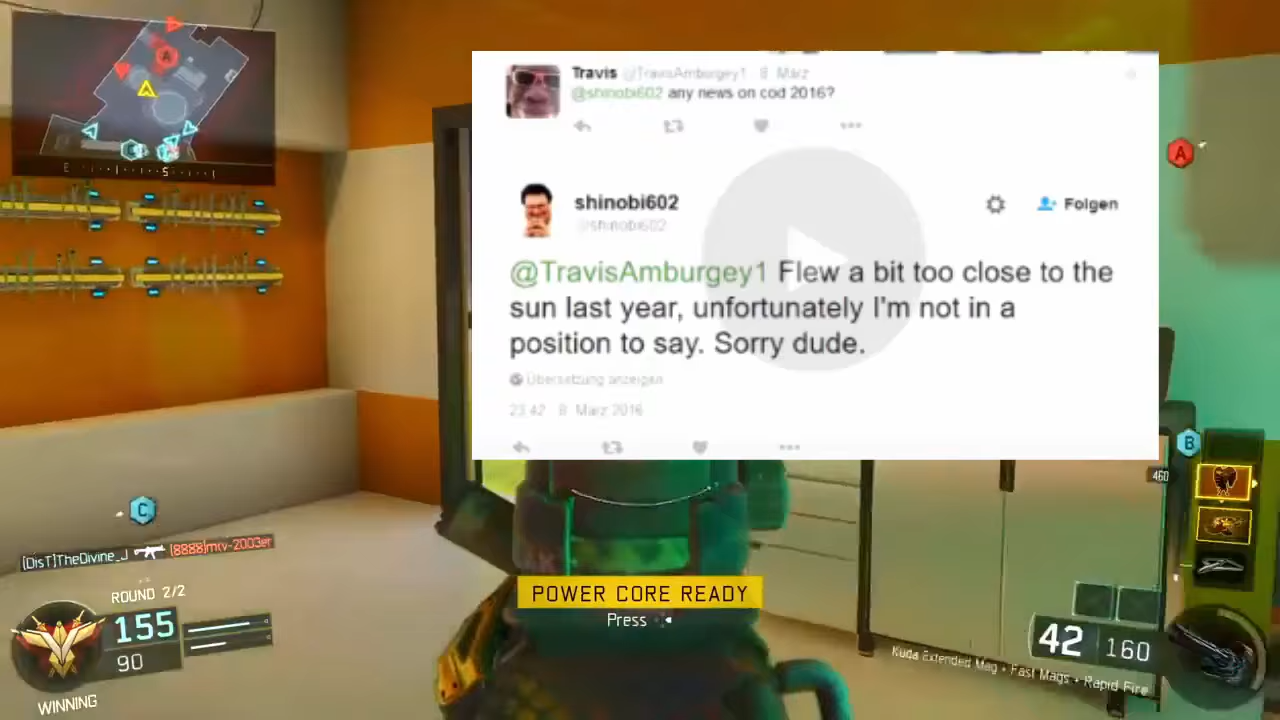 Travis @TravisAmburgey1 8. März
@shinobi602 any news on cod 2016?
shinobi602
@shinobi602
Folgen
@TravisAmburgey1 Flew a bit too close to the
sun last year, unfortunately I'm not in a
position to say. Sorry dude.
Übersetzung anzeigen
23:42 · 8. März 2016
A
E
S
A
B
C
460
[DisT]TheDivine_J [8888]mrv-2003er
ROUND 2/2
155
90
WINNING
POWER CORE READY
Press
42 160
Kuda Extended Mag + Fast Mags + Rapid Fire